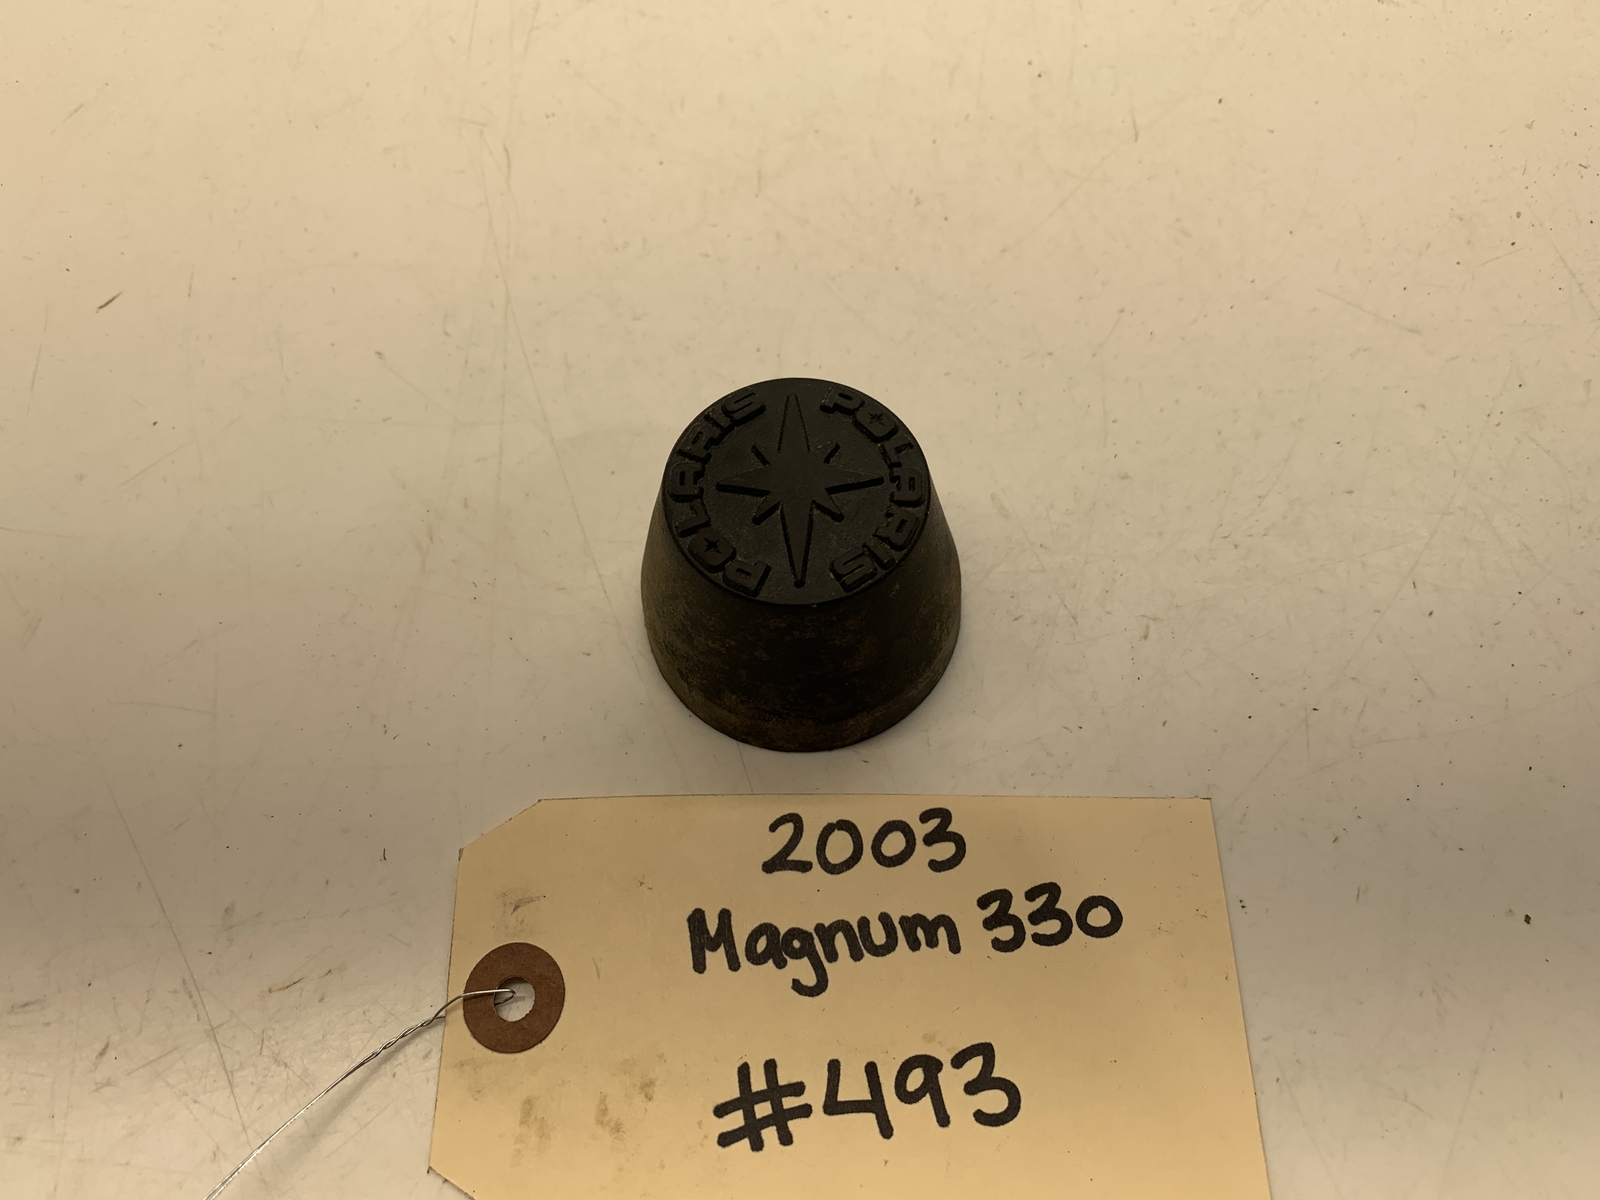 POLARIS
POLARIS
2003
Magnum 330
#493